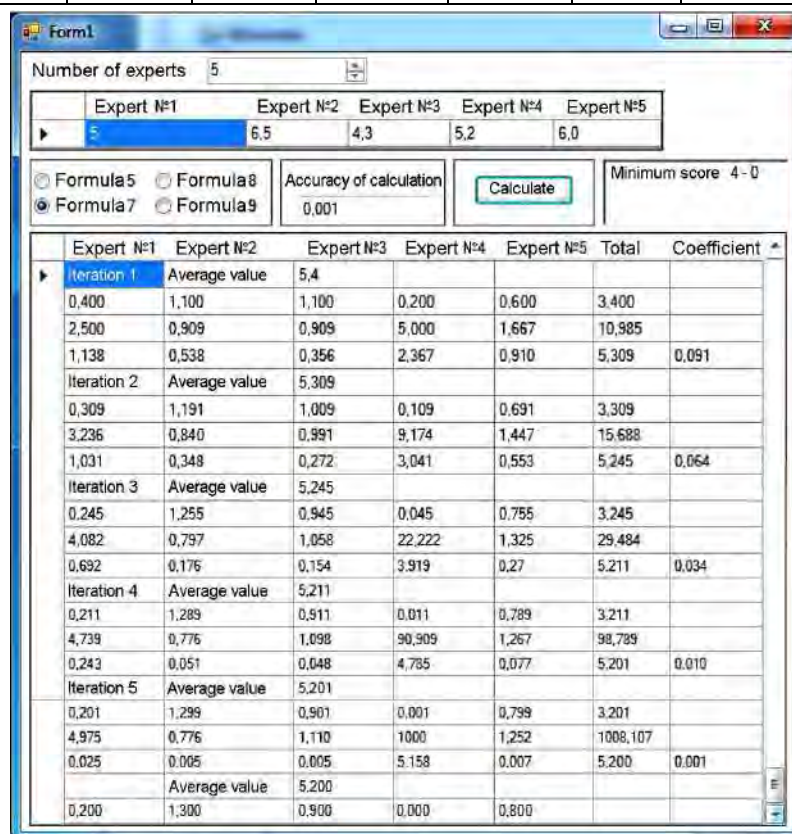 Form1
Number of experts 5
Expert №1 Expert №2 Expert №3 Expert №4 Expert №5
5 6,5 4,3 5,2 6,0
Formula5 Formula8
Formula7 Formula9
Accuracy of calculation
0,001
Calculate
Minimum score 4 - 0
Expert №1 Expert №2 Expert №3 Expert №4 Expert №5 Total Coefficient
Iteration 1 Average value 5,4
0,400 1,100 1,100 0,200 0,600 3,400
2,500 0,909 0,909 5,000 1,667 10,985
1,138 0,538 0,356 2,367 0,910 5,309 0,091
Iteration 2 Average value 5,309
0,309 1,191 1,009 0,109 0,691 3,309
3,236 0,840 0,991 9,174 1,447 15,688
1,031 0,348 0,272 3,041 0,553 5,245 0,064
Iteration 3 Average value 5,245
0,245 1,255 0,945 0,045 0,755 3,245
4,082 0,797 1,058 22,222 1,325 29,484
0,692 0,176 0,154 3,919 0,27 5,211 0,034
Iteration 4 Average value 5,211
0,211 1,289 0,911 0,011 0,789 3,211
4,739 0,776 1,098 90,909 1,267 98,789
0,243 0,051 0,048 4,785 0,077 5,201 0,010
Iteration 5 Average value 5,201
0,201 1,299 0,901 0,001 0,799 3,201
4,975 0,776 1,110 1000 1,252 1008,107
0,025 0,005 0,005 5,158 0,007 5,200 0,001
Average value 5,200
0,200 1,300 0,900 0,000 0,800